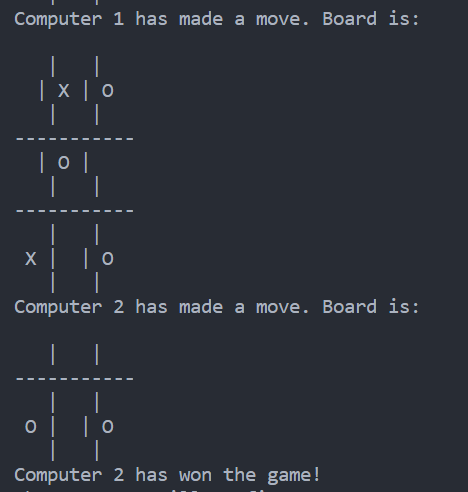 Computer 1 has made a move. Board is:

   |   |
  | X | O
   |   |
-----------
  | O |
   |   |
-----------
   |   |
 X |  | O
   |   |
Computer 2 has made a move. Board is:

   |   |
-----------
   |   |
 O |  | O
   |   |
Computer 2 has won the game!